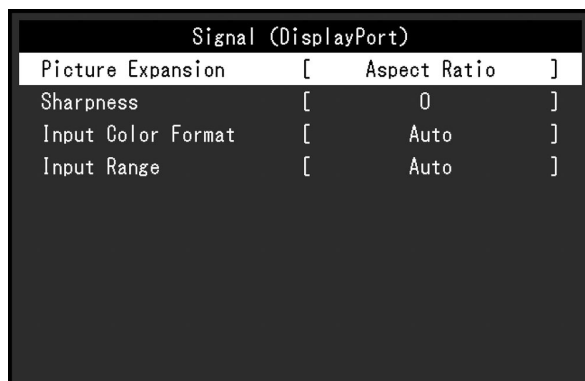 Signal (DisplayPort)
Picture Expansion [ Aspect Ratio ]
Sharpness [ 0 ]
Input Color Format [ Auto ]
Input Range [ Auto ]